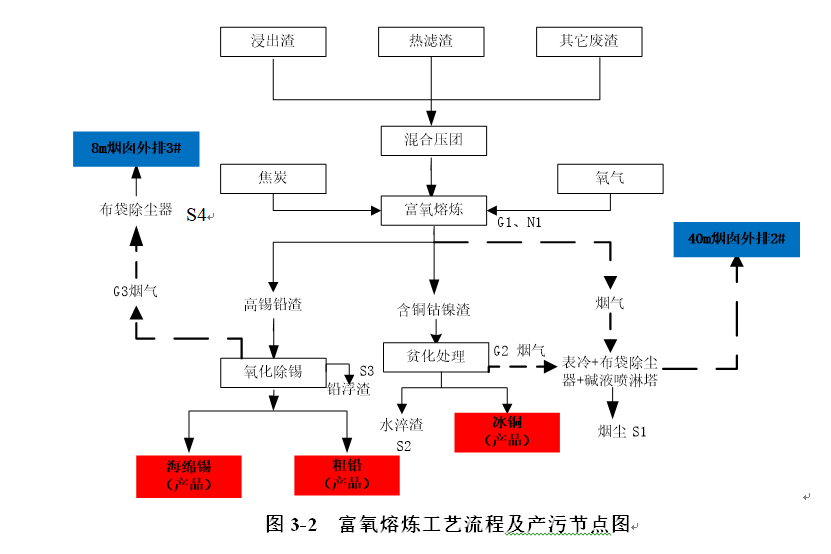 浸出渣
热滤渣
其它废渣
混合压团
8m烟卤外排3#
焦炭
氧气
布袋除尘器
S4
富氧熔炼
G1、N1
40m烟卤外排2#
G3烟气
高锡铅渣
含铜钴镍渣
烟气
贫化处理
G2 烟气
表冷+布袋除尘
器+碱液喷淋塔
氧化除锡
S3
铅浮渣
水淬渣
S2
冰铜
(产品)
烟尘 S1
海绵锡
(产品)
粗铅
(产品)
图 3-2 富氧熔炼工艺流程及产污节点图